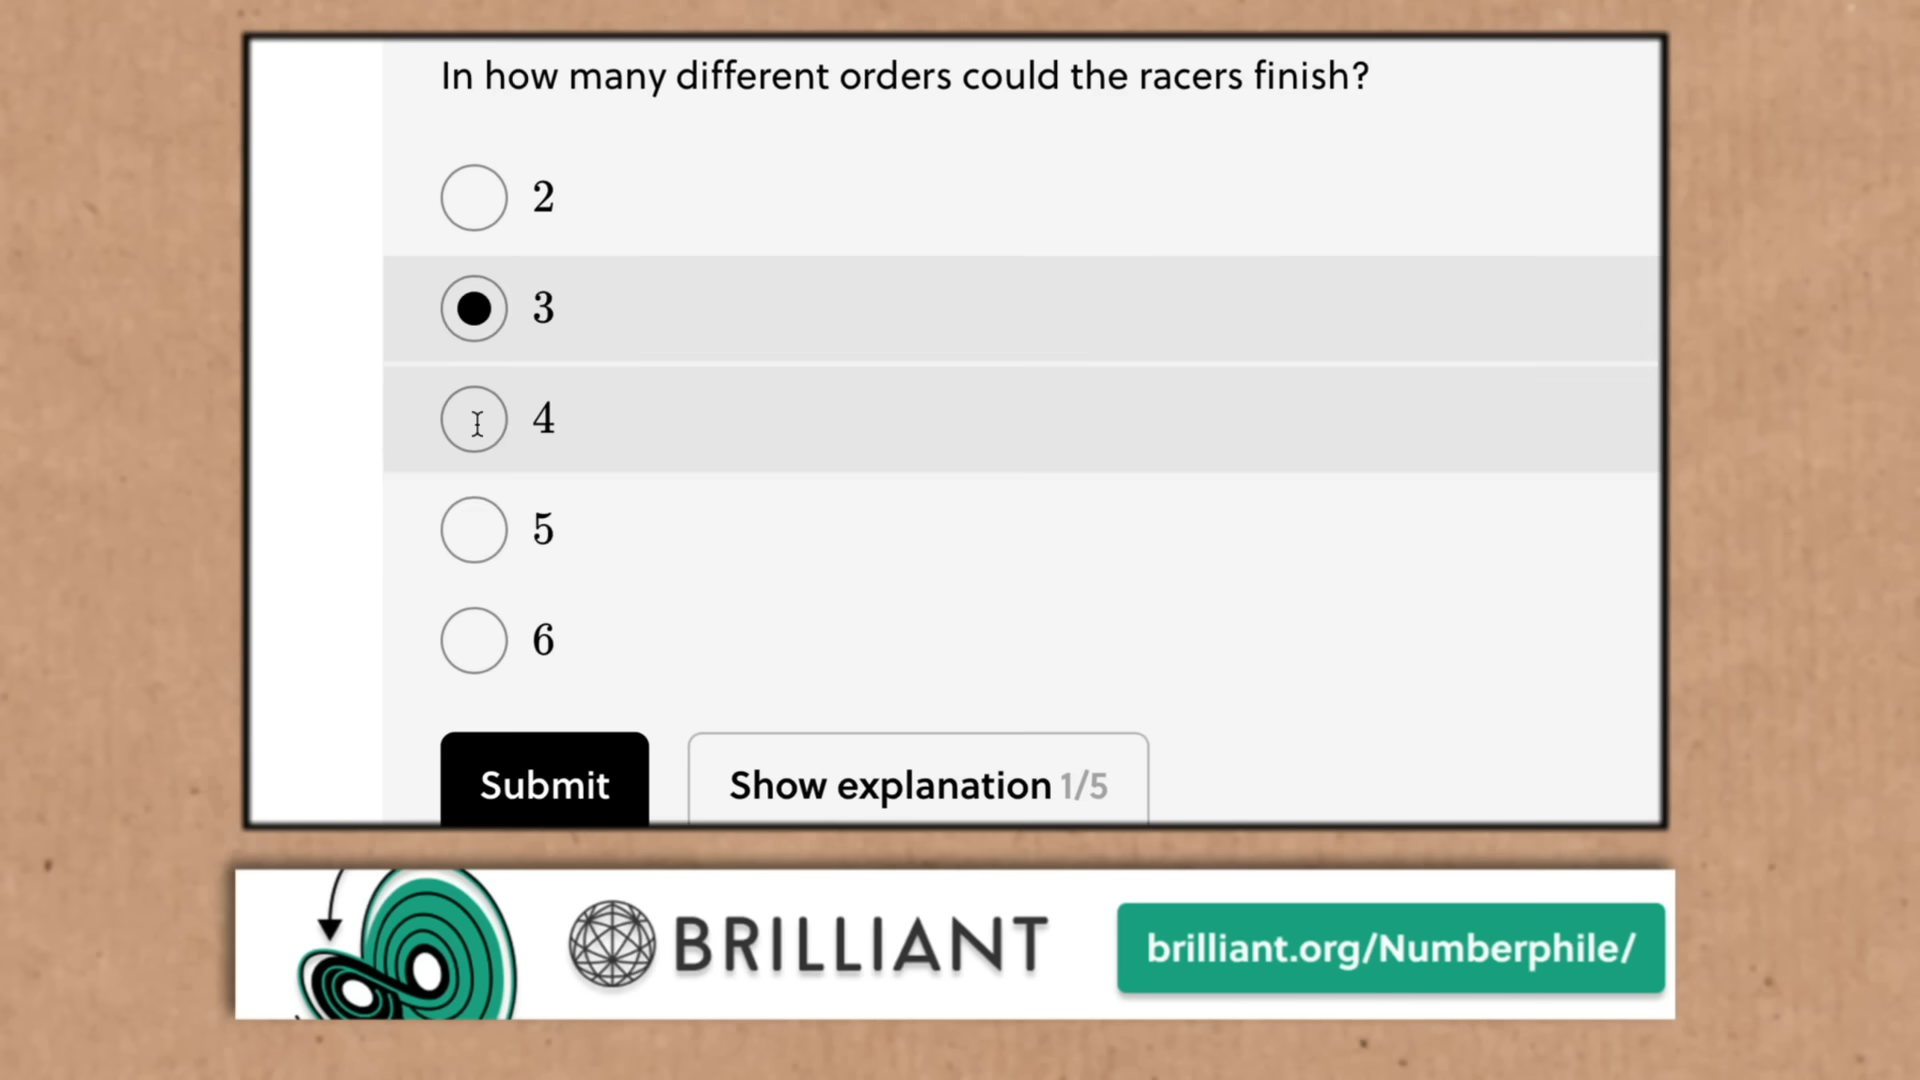 In how many different orders could the racers finish?
2
3
4
5
6
Submit
Show explanation 1/5
BRILLIANT
brilliant.org/Numberphile/